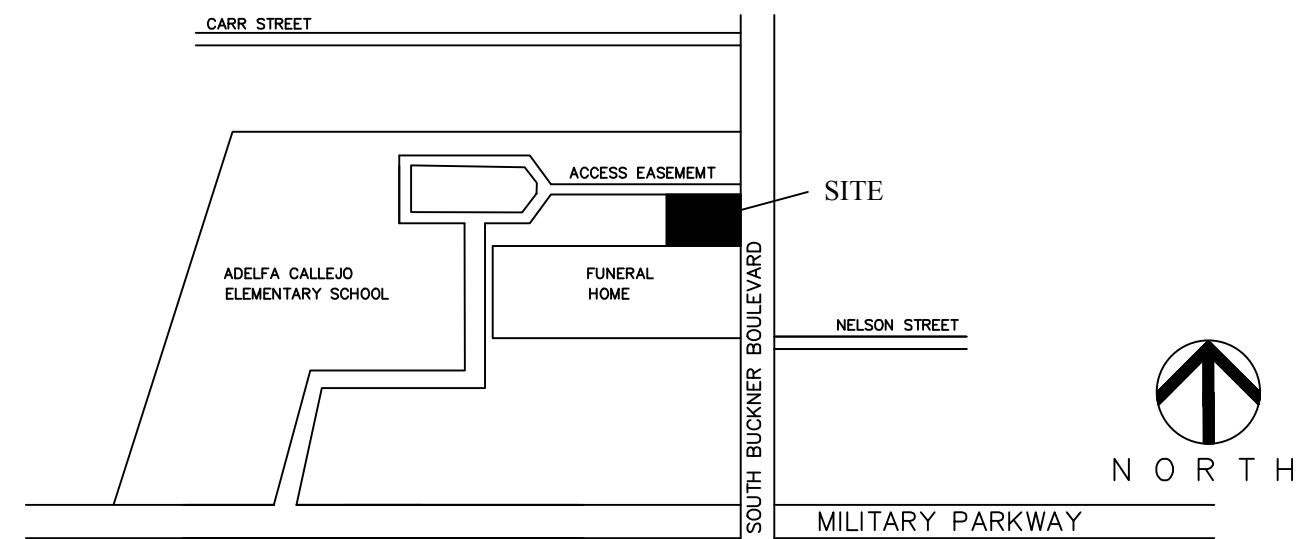 CARR STREET
ACCESS EASEMEMT
SITE
ADELFA CALLEJO
ELEMENTARY SCHOOL
FUNERAL
HOME
SOUTH BUCKNER BOULEVARD
NELSON STREET
NORTH
MILITARY PARKWAY